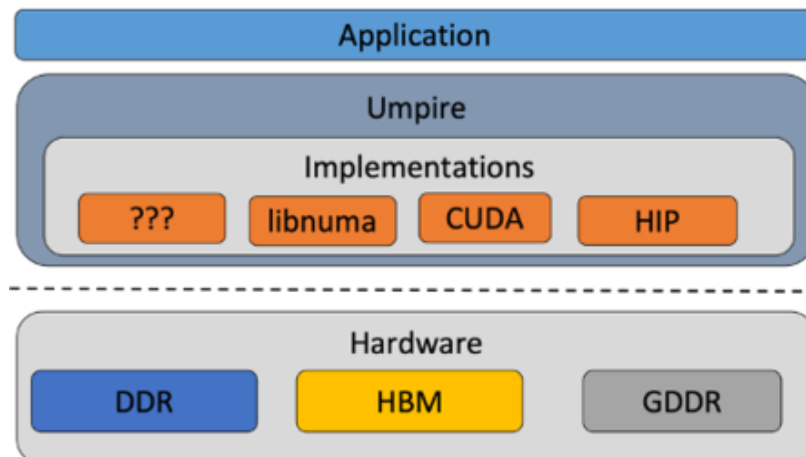 Application
Umpire
Implementations
??? libnuma CUDA HIP
Hardware
DDR HBM GDDR